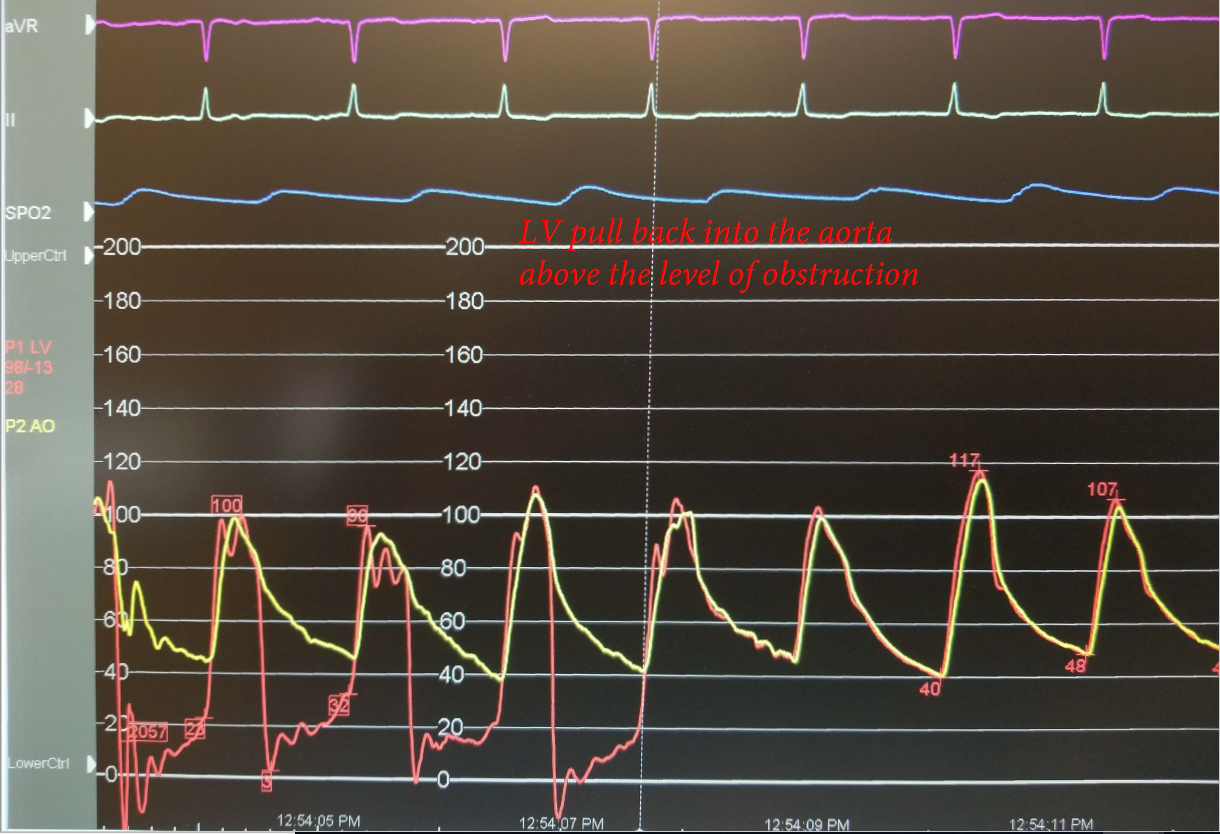 aVR
II
SPO2
LV pull back into the aorta
above the level of obstruction
UpperCtrl
200 200
180 180
P1 LV
98/-13
28
160 160
140 140
P2 AO
120 120
117
107
100 100
100
96
80 80
60 60
40 40
48
40
32
23
20 20
2057
LowerCtrl
0 0
9
12:54:05 PM 12:54:07 PM 12:54:09 PM 12:54:11 PM